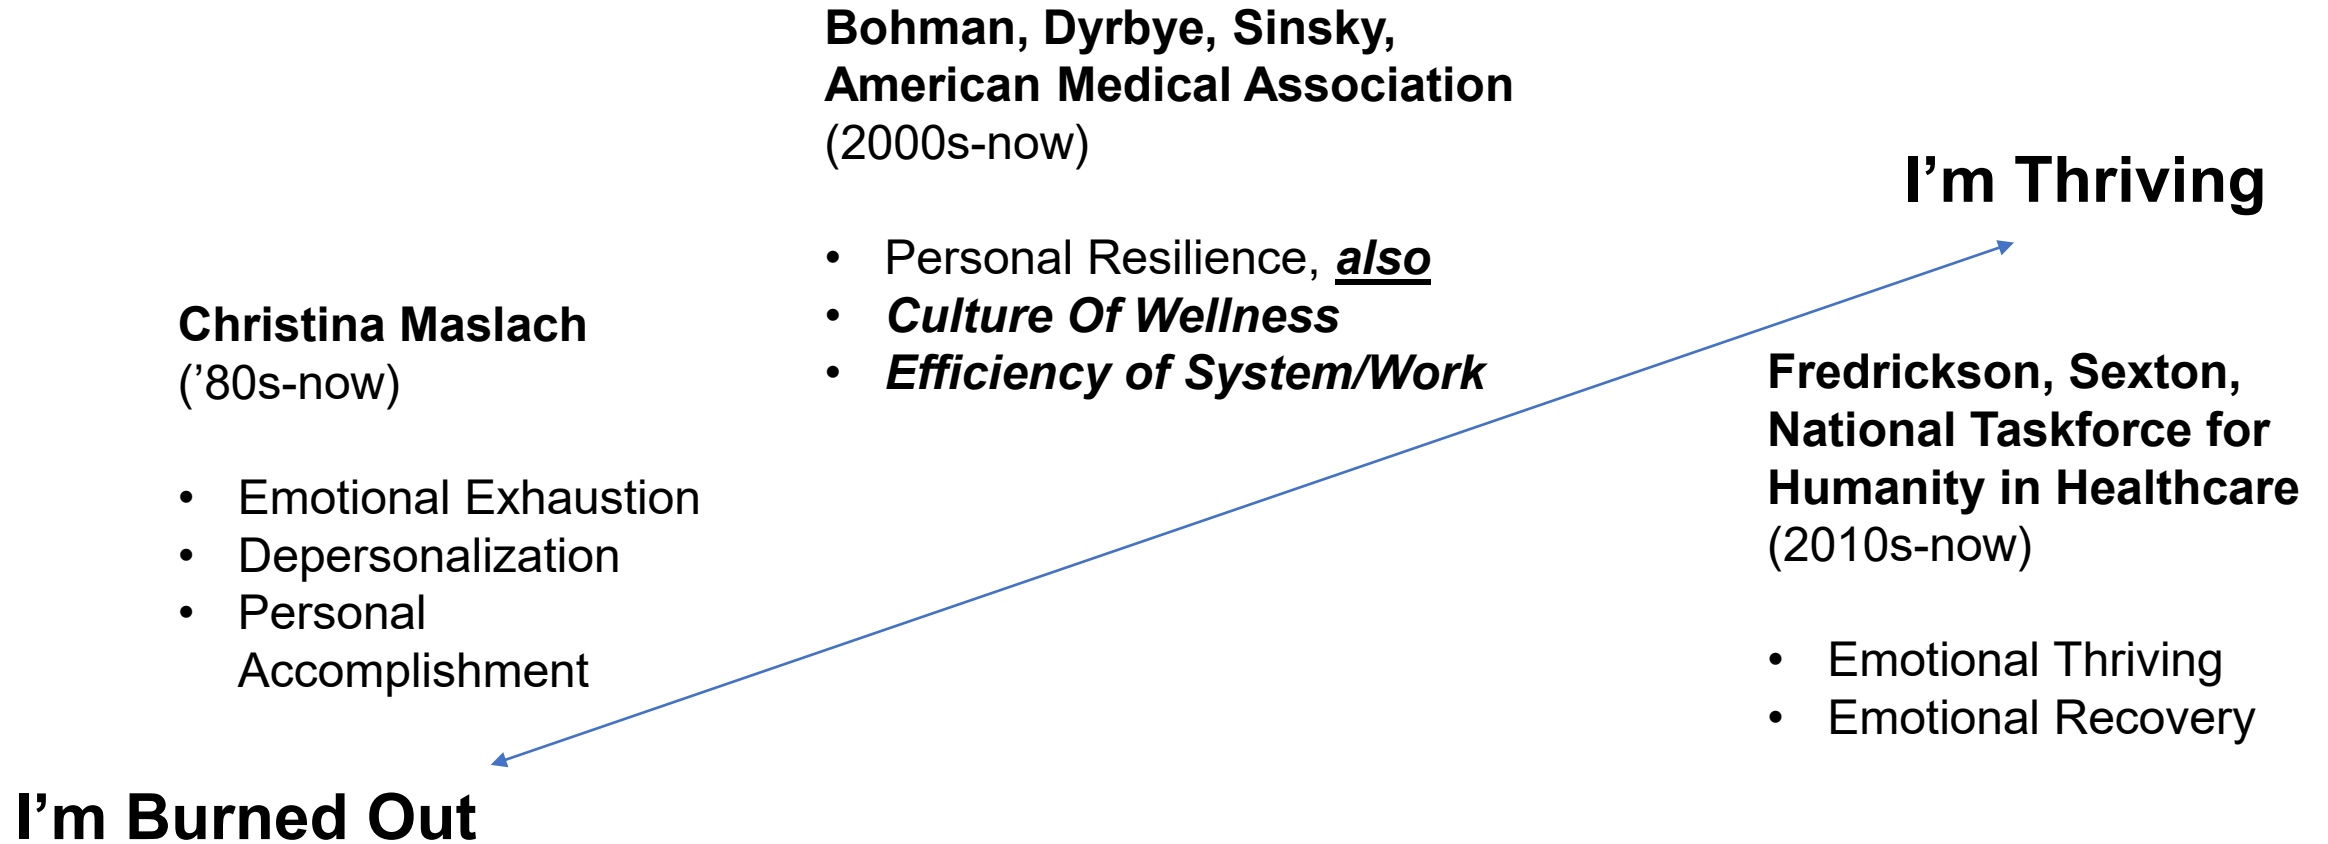 Bohman, Dyrbye, Sinsky,
American Medical Association
(2000s-now)
• Personal Resilience, also
• Culture Of Wellness
• Efficiency of System/Work
I’m Thriving
Christina Maslach
(’80s-now)
• Emotional Exhaustion
• Depersonalization
• Personal
Accomplishment
Fredrickson, Sexton,
National Taskforce for
Humanity in Healthcare
(2010s-now)
• Emotional Thriving
• Emotional Recovery
I’m Burned Out